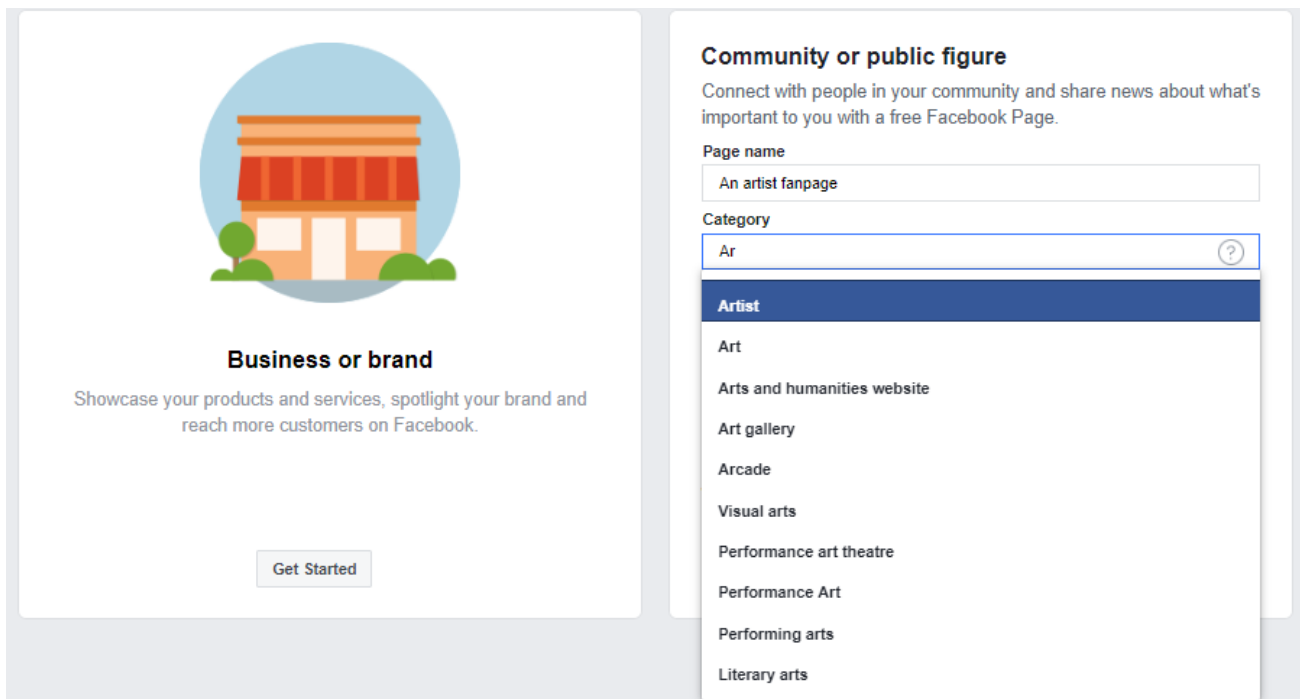 Business or brand
Showcase your products and services, spotlight your brand and
reach more customers on Facebook.
Get Started
Community or public figure
Connect with people in your community and share news about what's
important to you with a free Facebook Page.
Page name
An artist fanpage
Category
Ar
?
Artist
Art
Arts and humanities website
Art gallery
Arcade
Visual arts
Performance art theatre
Performance Art
Performing arts
Literary arts